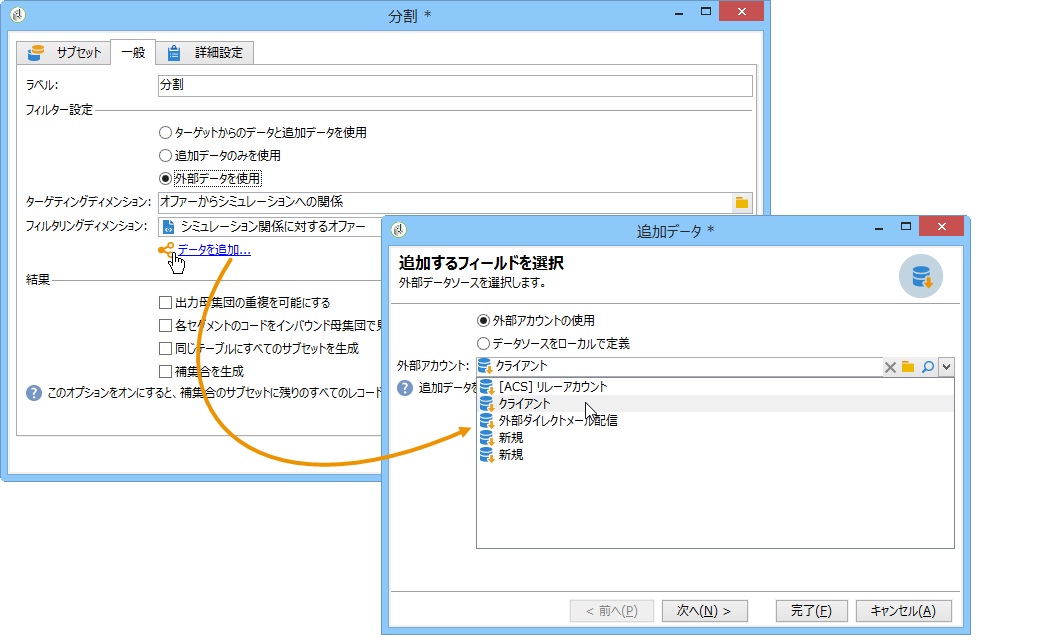 分割 *
サブセット
一般
詳細設定
ラベル:
分割
フィルター設定
ターゲットからのデータと追加データを使用
追加データのみを使用
外部データを使用
ターゲティングディメンション:
オファーからシミュレーションへの関係
フィルタリングディメンション:
シミュレーション関係に対するオファー
データを追加...
結果
出力母集団の重複を可能にする
各セグメントのコードをインバウンド母集団で
同じテーブルにすべてのサブセットを生成
補集合を生成
このオプションをオンにすると、補集合のサブセットに残りのすべてのレコード
追加データ *
追加するフィールドを選択
外部データソースを選択します。
外部アカウントの使用
データソースをローカルで定義
外部アカウント:
クライアント
追加データを
[ACS] リレーアカウント
クライアント
外部ダイレクトメール配信
新規
新規
< 前へ(P)
次へ(N) >
完了(F)
キャンセル(A)